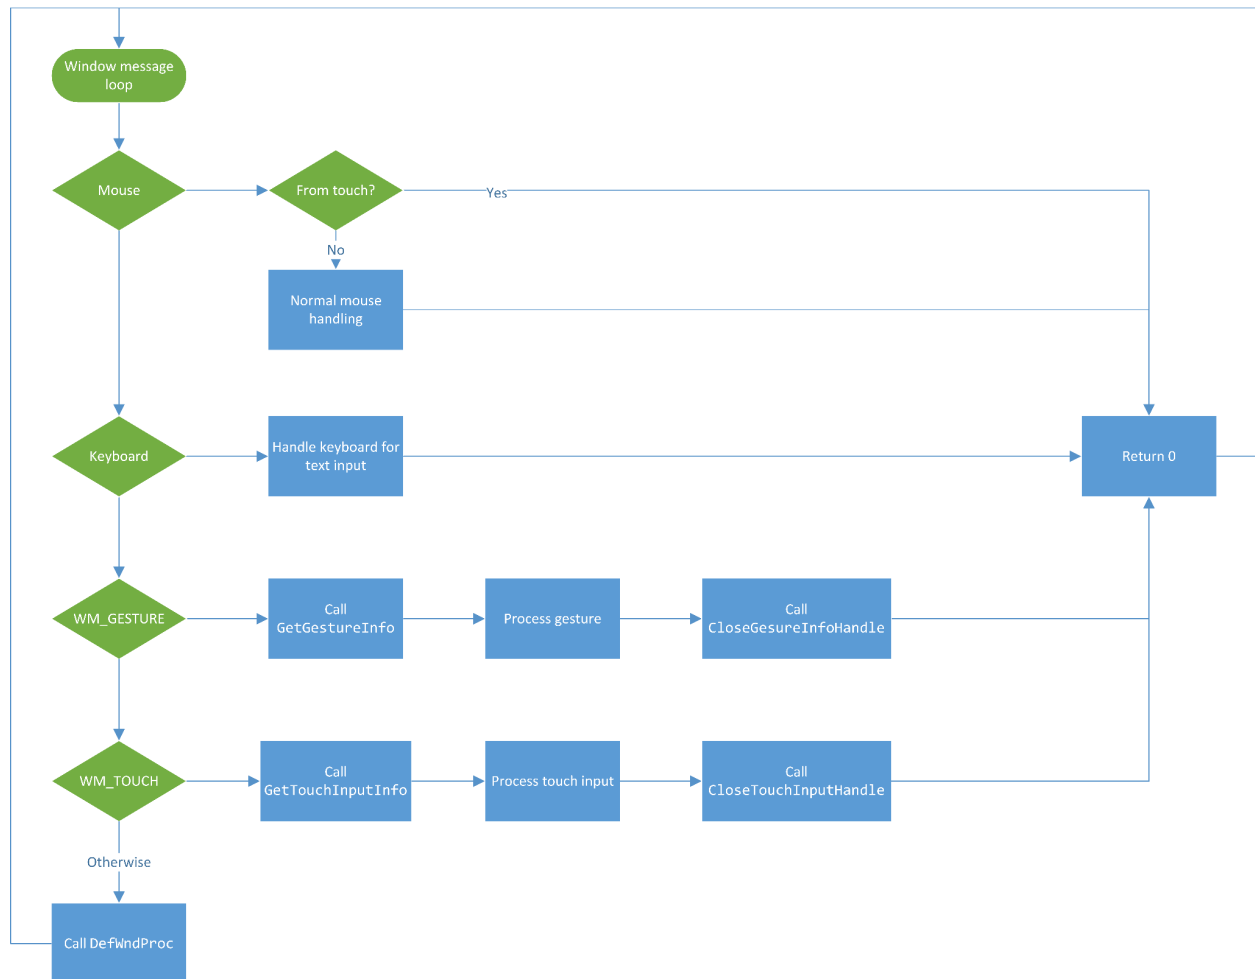 Window message
loop
Mouse
From touch?
Yes
No
Normal mouse
handling
Keyboard
Handle keyboard for
text input
Return 0
WM_GESTURE
Call
GetGestureInfo
Process gesture
Call
CloseGesureInfoHandle
WM_TOUCH
Call
GetTouchInputInfo
Process touch input
Call
CloseTouchInputHandle
Otherwise
Call DefWndProc